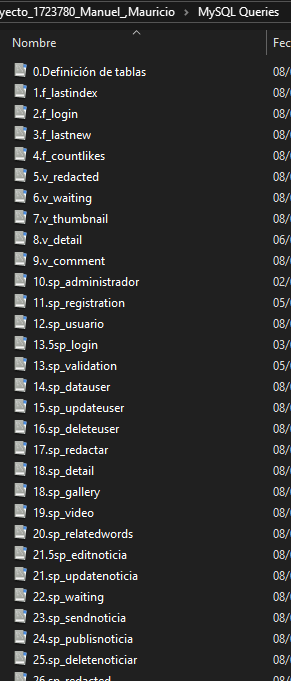 yecto_1723780_Manuel_,Mauricio > MySQL Queries
Nombre Fec
0.Definición de tablas 08/
1.f_lastindex 08/
2.f_login 08/
3.f_lastnew 08/
4.f_countlikes 08/
5.v_redacted 08/
6.v_waiting 08/
7.v_thumbnail 08/
8.v_detail 06/
9.v_comment 08/
10.sp_administrador 02/
11.sp_registration 05/
12.sp_usuario 08/
13.5sp_login 03/
13.sp_validation 05/
14.sp_datauser 08/
15.sp_updateuser 08/
16.sp_deleteuser 08/
17.sp_redactar 08/
18.sp_detail 08/
18.sp_gallery 08/
19.sp_video 08/
20.sp_relatedwords 08/
21.5sp_editnoticia 08/
21.sp_updatenoticia 08/
22.sp_waiting 08/
23.sp_sendnoticia 08/
24.sp_publisnoticia 08/
25.sp_deletenoticiar 08/
26.sp_redacted 08/